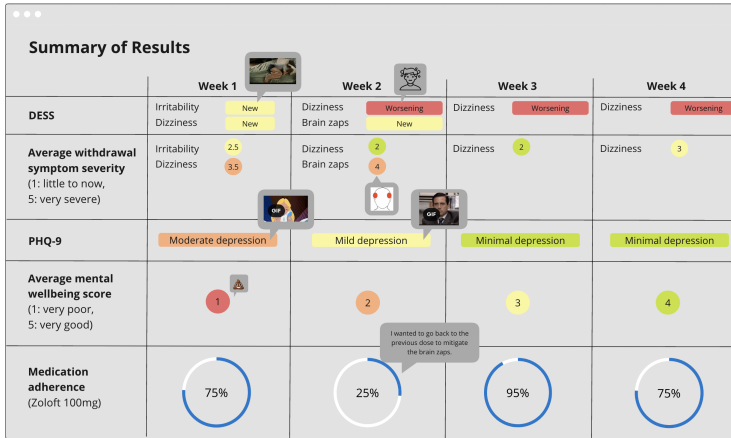 Summary of Results
Week 1
Week 2
Week 3
Week 4
DESS
Irritability
New
Dizziness
New
Dizziness
Worsening
Brain zaps
New
Dizziness
Worsening
Dizziness
Worsening
Average withdrawal
symptom severity
(1: little to now,
5: very severe)
Irritability
2.5
Dizziness
3.5
Dizziness
2
Brain zaps
4
Dizziness
2
Dizziness
3
GIF
GIF
PHQ-9
Moderate depression
Mild depression
Minimal depression
Minimal depression
Average mental
wellbeing score
(1: very poor,
5: very good)
1
2
3
4
I wanted to go back to the
previous dose to mitigate
the brain zaps.
Medication
adherence
(Zoloft 100mg)
75%
25%
95%
75%